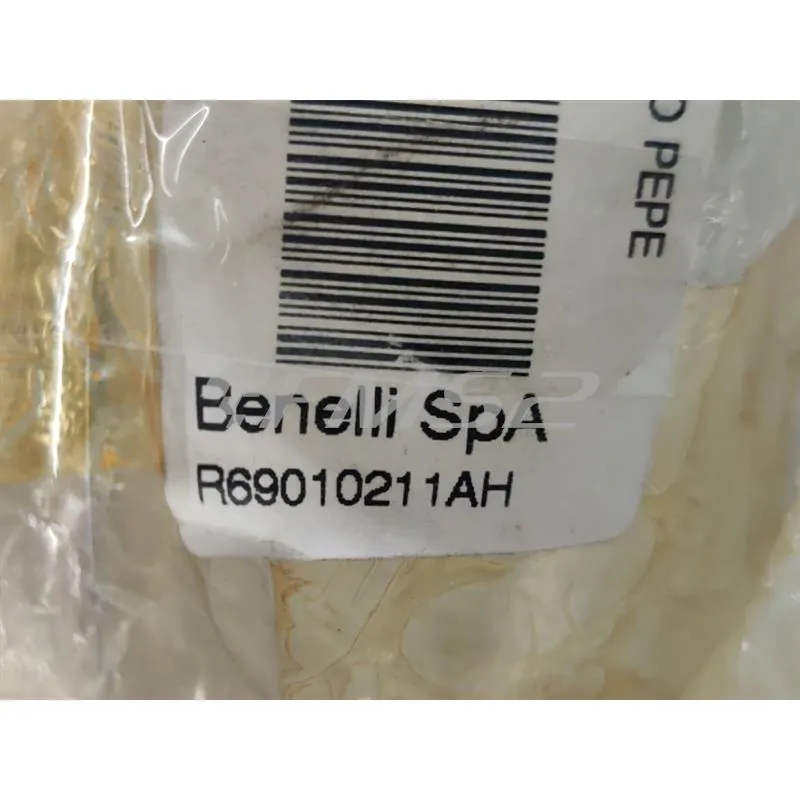 O PEPE
Benelli SpA
R69010211AH